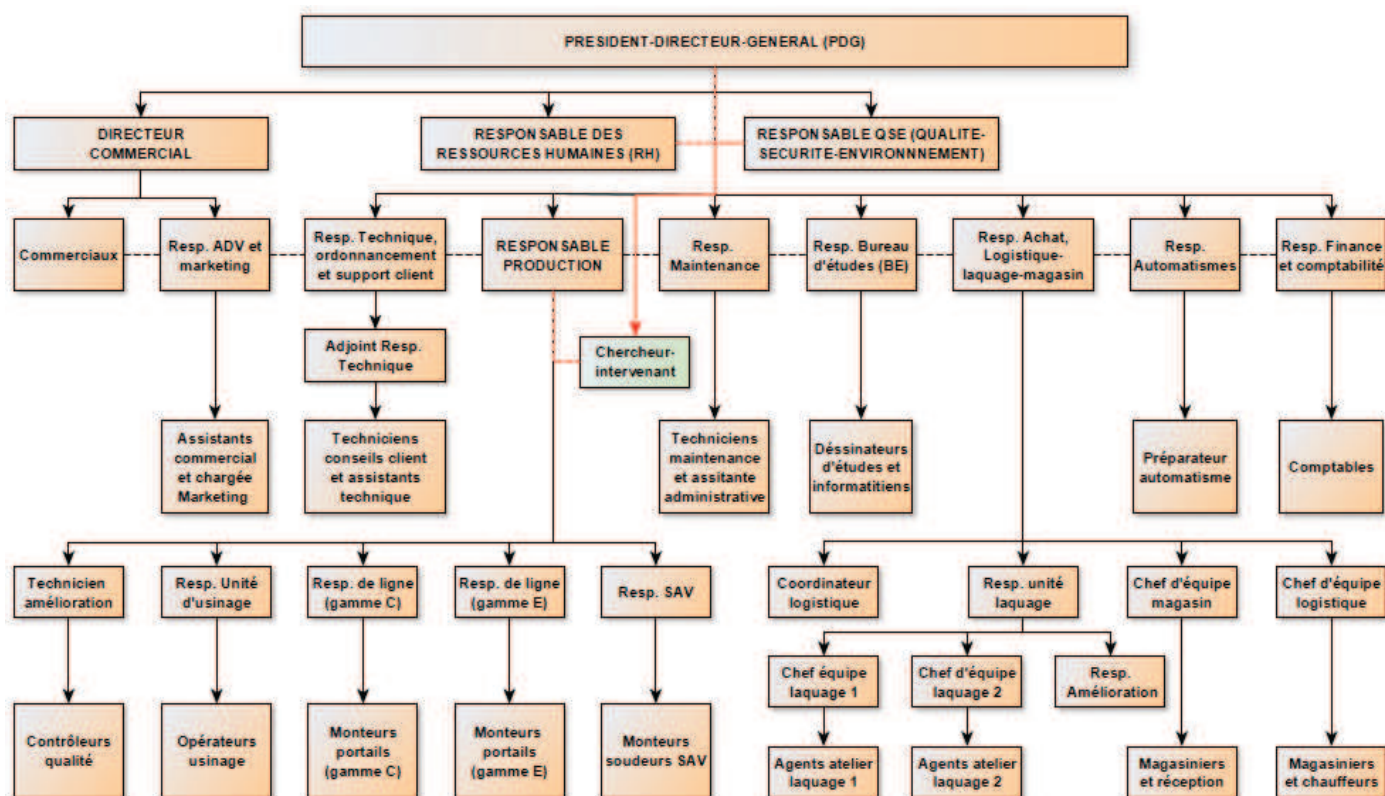 PRESIDENT-DIRECTEUR-GENERAL (PDG)
DIRECTEUR
COMMERCIAL
RESPONSABLE DES
RESSOURCES HUMAINES (RH)
RESPONSABLE QSE (QUALITE-
SECURITE-ENVIRONNNEMENT)
Commerciaux
Resp. ADV et
marketing
Resp. Technique,
ordonnancement
et support client
RESPONSABLE
PRODUCTION
Resp.
Maintenance
Resp. Bureau
d'études (BE)
Resp. Achat,
Logistique-
laquage-magasin
Resp.
Automatismes
Resp. Finance
et comptabilité
Adjoint Resp.
Technique
Chercheur-
intervenant
Assistants
commercial
et chargée
Marketing
Techniciens
conseils client
et assistants
technique
Techniciens
maintenance
et assitante
administrative
Déssinateurs
d'études et
informatitiens
Préparateur
automatisme
Comptables
Technicien
amélioration
Resp. Unité
d'usinage
Resp. de ligne
(gamme C)
Resp. de ligne
(gamme E)
Resp. SAV
Coordinateur
logistique
Resp. unité
laquage
Chef d'équipe
magasin
Chef d'équipe
logistique
Chef équipe
laquage 1
Chef d'équipe
laquage 2
Resp.
Amélioration
Contrôleurs
qualité
Opérateurs
usinage
Monteurs
portails
(gamme C)
Monteurs
portails
(gamme E)
Monteurs
soudeurs SAV
Agents atelier
laquage 1
Agents atelier
laquage 2
Magasiniers
et réception
Magasiniers
et chauffeurs